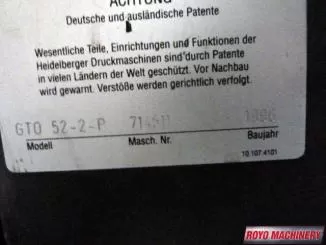 ACHTUNG
Deutsche und ausländische Patente
Wesentliche Teile, Einrichtungen und Funktionen der
Heidelberger Druckmaschinen sind durch Patente
in vielen Ländern der Welt geschützt. Vor Nachbau
wird gewarnt. Verstöße werden gerichtlich verfolgt.
GTO 52-2-P
Modell Masch. Nr. Baujahr
10.107.4101
ROYO MACHINERY